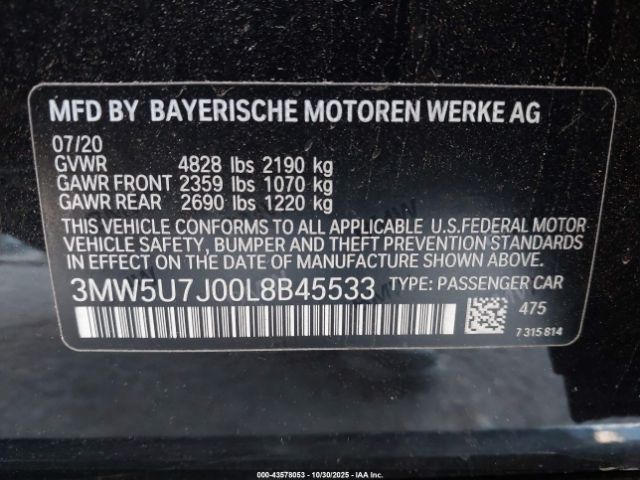 MFD BY BAYERISCHE MOTOREN WERKE AG
07/20
GVWR 4828 lbs 2190 kg
GAWR FRONT 2359 lbs 1070 kg
GAWR REAR 2690 lbs 1220 kg
THIS VEHICLE CONFORMS TO ALL APPLICABLE U.S.FEDERAL MOTOR
VEHICLE SAFETY, BUMPER AND THEFT PREVENTION STANDARDS
IN EFFECT ON THE DATE OF MANUFACTURE SHOWN ABOVE.
3MW5U7J00L8B45533 TYPE: PASSENGER CAR
475
7 315 814
000-43578053 - 10/30/2025 - IAA Inc.